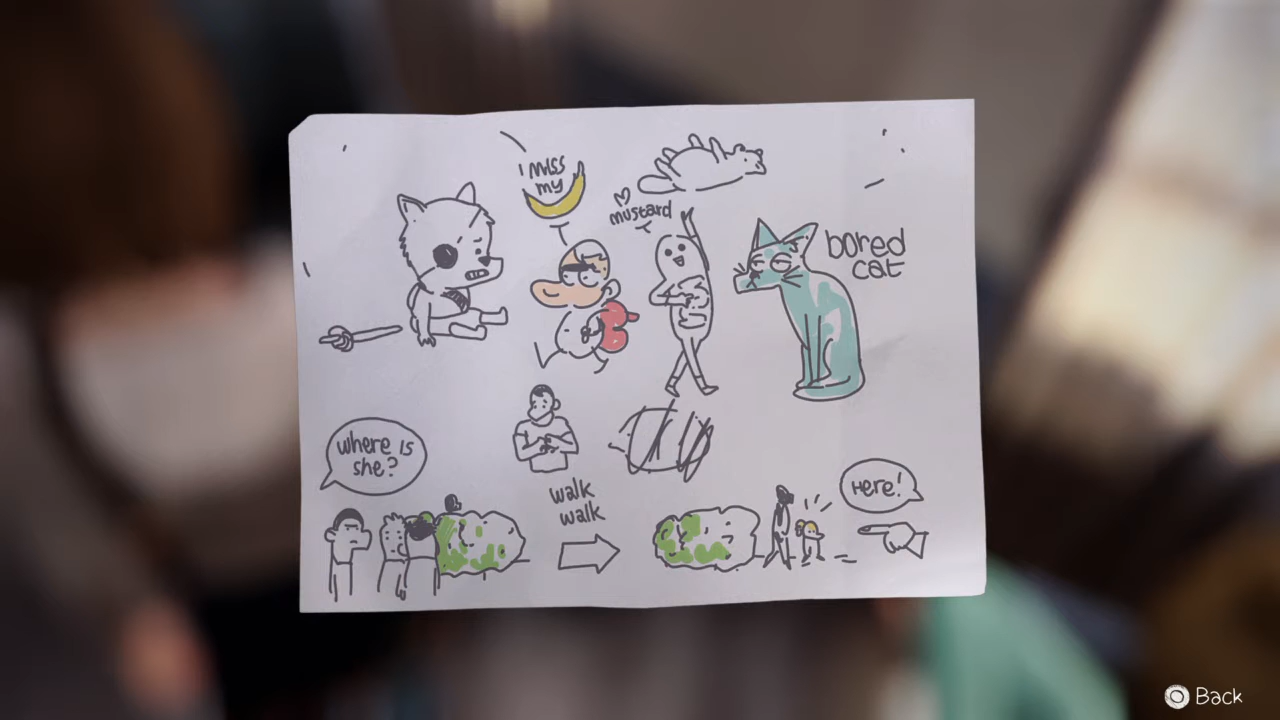 I MISS
my
mustard
bored
cat
where is
she?
walk
walk
Here!
Back